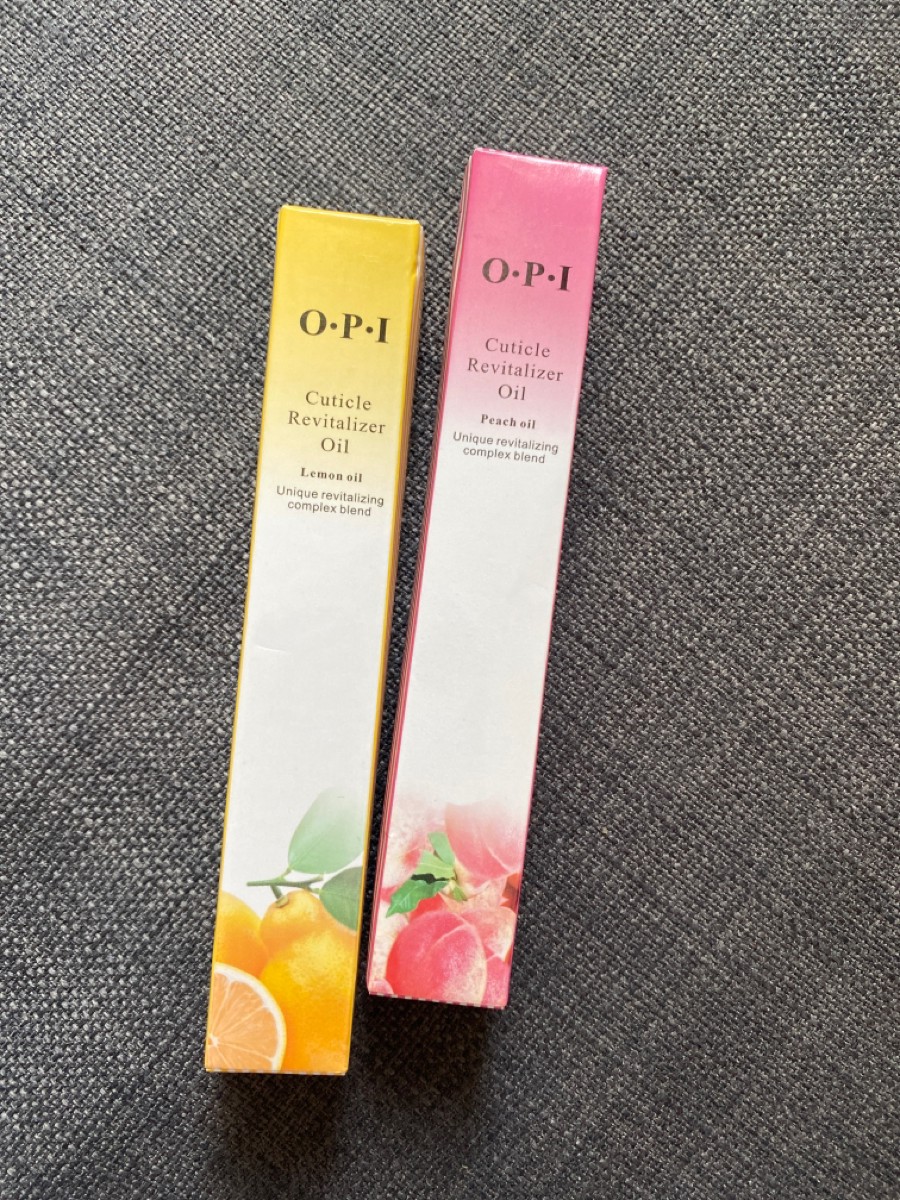 O·P·I
Cuticle
Revitalizer
Oil
Lemon oil
Unique revitalizing
complex blend
O·P·I
Cuticle
Revitalizer
Oil
Peach oil
Unique revitalizing
complex blend